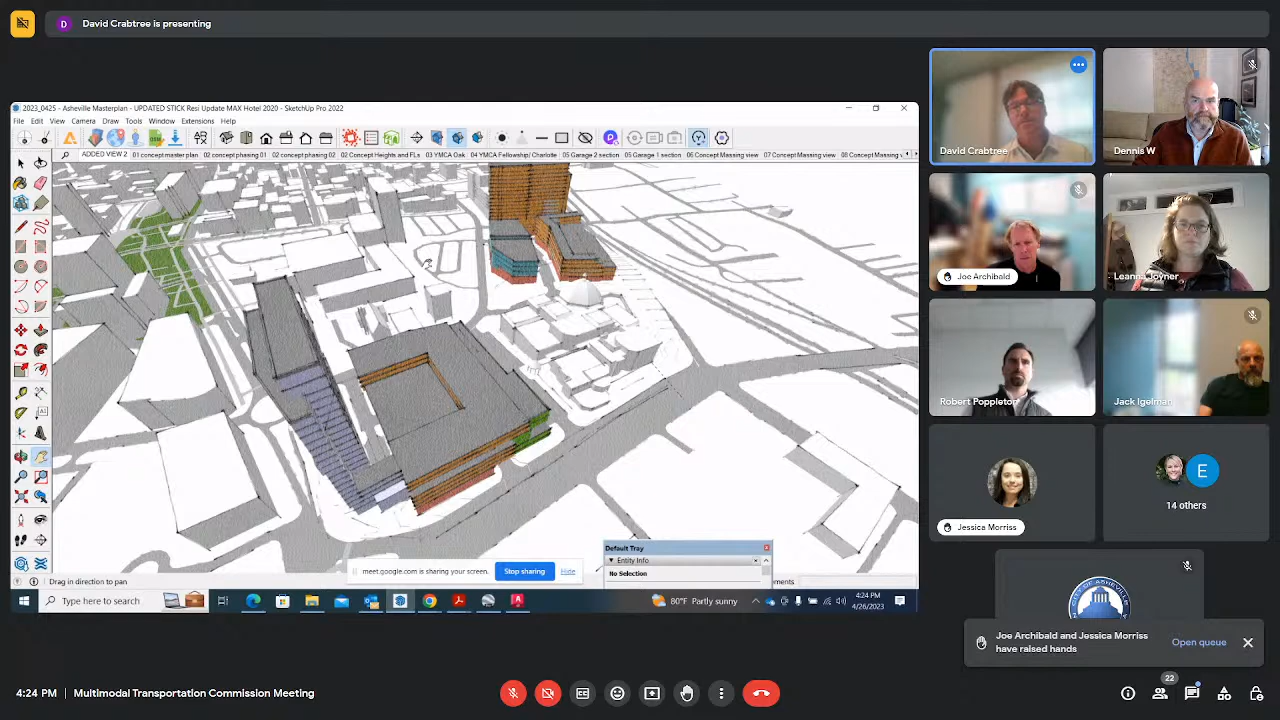 D
David Crabtree is presenting
2023_0425 - Asheville Masterplan - UPDATED STICK Resi Update MAX Hotel 2020 - SketchUp Pro 2022
File Edit View Camera Draw Tools Window Extensions Help
ADDED VIEW 2 01 concept master plan 02 concept phasing 01 02 concept phasing 02 02 Concept Heights and FLs 03 YMCA Oak 04 YMCA Fellowship/ Charlotte 05 Garage 2 section 05 Garage 1 section 06 Concept Massing view 07 Concept Massing view 08 Concept Massing
Default Tray
Entity Info
No Selection
Drag in direction to pan
meet.google.com is sharing your screen.
Stop sharing
Hide
Type here to search
80°F Partly sunny
4:24 PM
4/26/2023
David Crabtree
Dennis W
Joe Archibald
Leanna Joyner
Robert Poppleton
Jack Igelman
Jessica Morriss
E
14 others
Joe Archibald and Jessica Morriss
have raised hands
Open queue
4:24 PM | Multimodal Transportation Commission Meeting
22